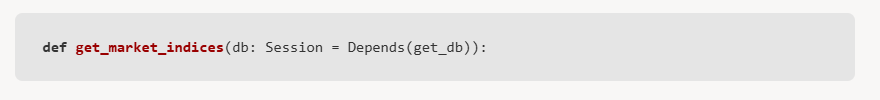 def get_market_indices(db: Session = Depends(get_db)):